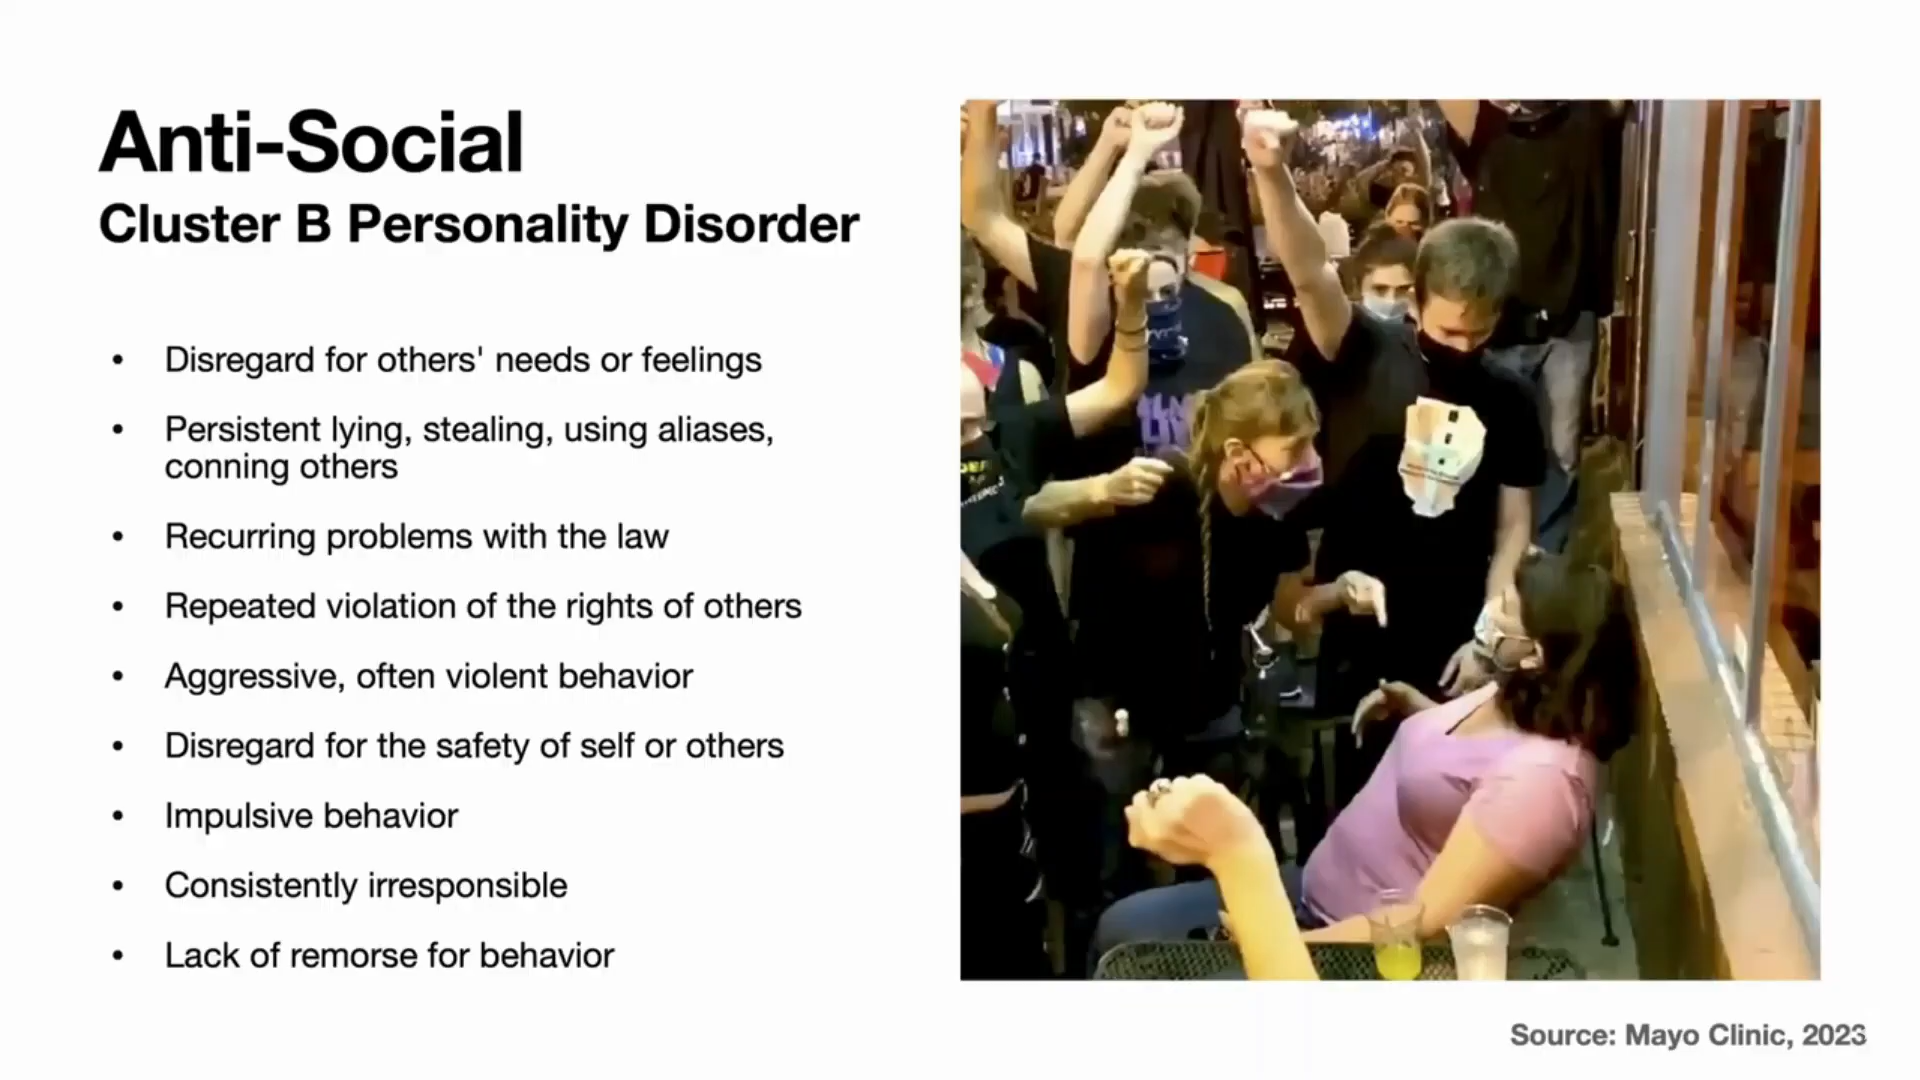 Anti-Social
Cluster B Personality Disorder
• Disregard for others' needs or feelings
• Persistent lying, stealing, using aliases,
conning others
• Recurring problems with the law
• Repeated violation of the rights of others
• Aggressive, often violent behavior
• Disregard for the safety of self or others
• Impulsive behavior
• Consistently irresponsible
• Lack of remorse for behavior
Source: Mayo Clinic, 2023